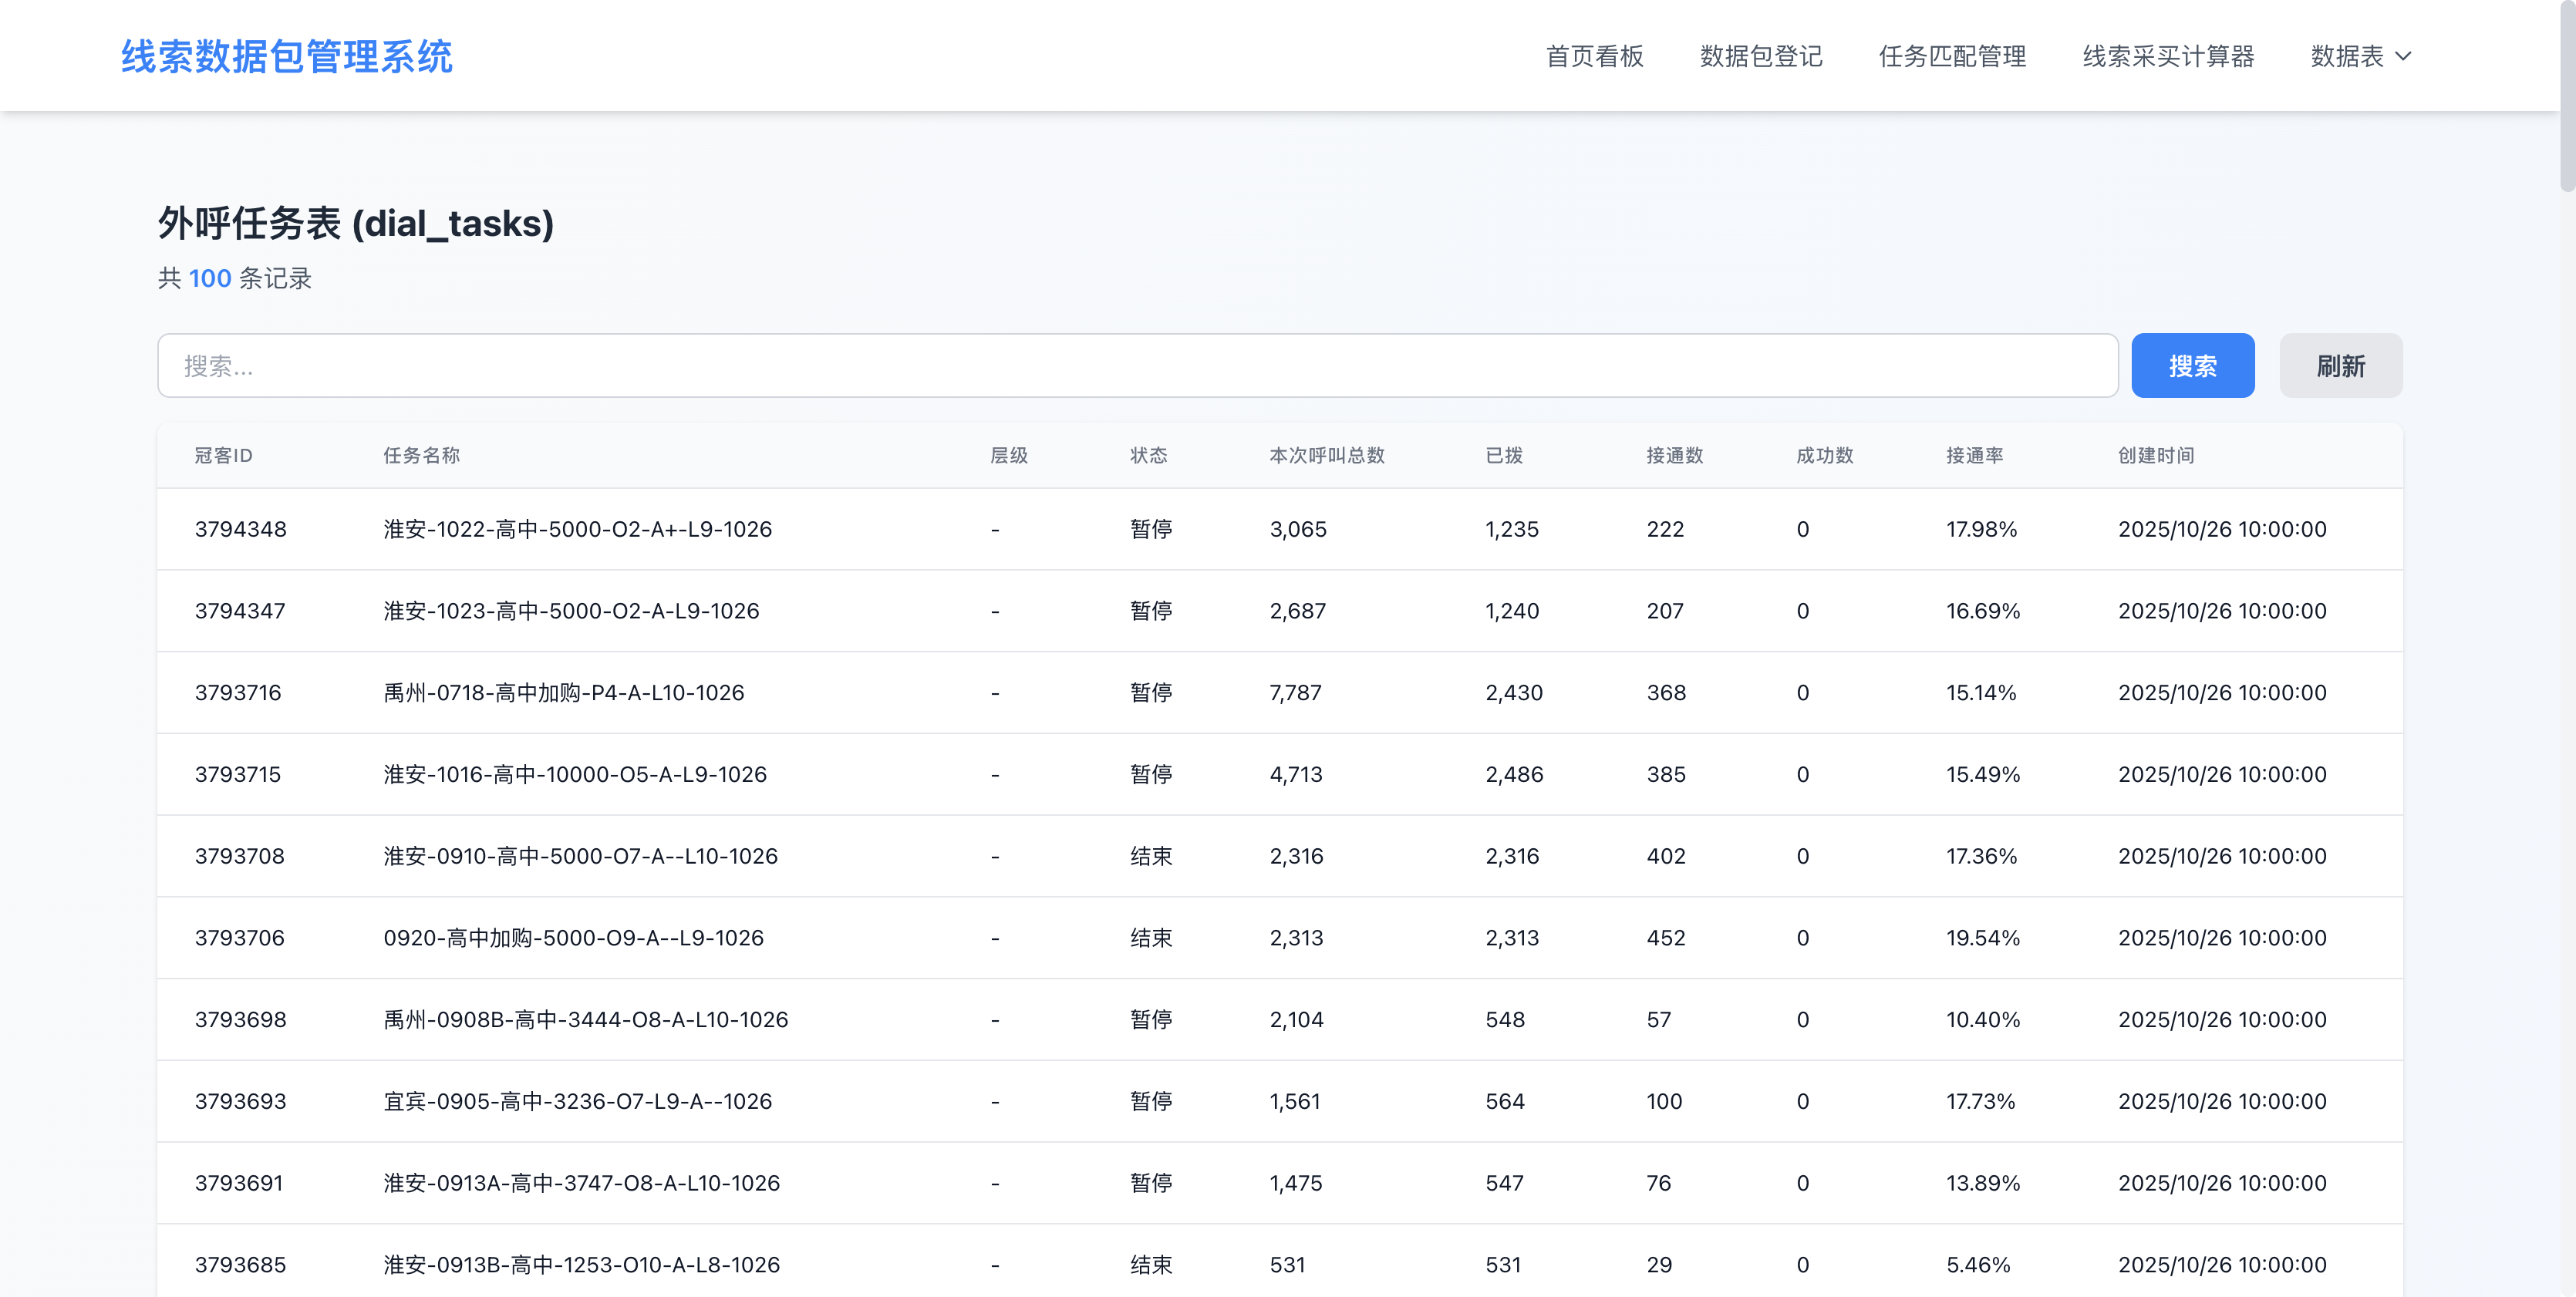 线索数据包管理系统
首页看板 数据包登记 任务匹配管理 线索采买计算器 数据表
外呼任务表 (dial_tasks)
共 100 条记录
搜索... 搜索 刷新
冠客ID 任务名称 层级 状态 本次呼叫总数 已拨 接通数 成功数 接通率 创建时间
3794348 淮安-1022-高中-5000-O2-A+-L9-1026 - 暂停 3,065 1,235 222 0 17.98% 2025/10/26 10:00:00
3794347 淮安-1023-高中-5000-O2-A-L9-1026 - 暂停 2,687 1,240 207 0 16.69% 2025/10/26 10:00:00
3793716 禹州-0718-高中加购-P4-A-L10-1026 - 暂停 7,787 2,430 368 0 15.14% 2025/10/26 10:00:00
3793715 淮安-1016-高中-10000-O5-A-L9-1026 - 暂停 4,713 2,486 385 0 15.49% 2025/10/26 10:00:00
3793708 淮安-0910-高中-5000-O7-A--L10-1026 - 结束 2,316 2,316 402 0 17.36% 2025/10/26 10:00:00
3793706 0920-高中加购-5000-O9-A--L9-1026 - 结束 2,313 2,313 452 0 19.54% 2025/10/26 10:00:00
3793698 禹州-0908B-高中-3444-O8-A-L10-1026 - 暂停 2,104 548 57 0 10.40% 2025/10/26 10:00:00
3793693 宜宾-0905-高中-3236-O7-L9-A--1026 - 暂停 1,561 564 100 0 17.73% 2025/10/26 10:00:00
3793691 淮安-0913A-高中-3747-O8-A-L10-1026 - 暂停 1,475 547 76 0 13.89% 2025/10/26 10:00:00
3793685 淮安-0913B-高中-1253-O10-A-L8-1026 - 结束 531 531 29 0 5.46% 2025/10/26 10:00:00